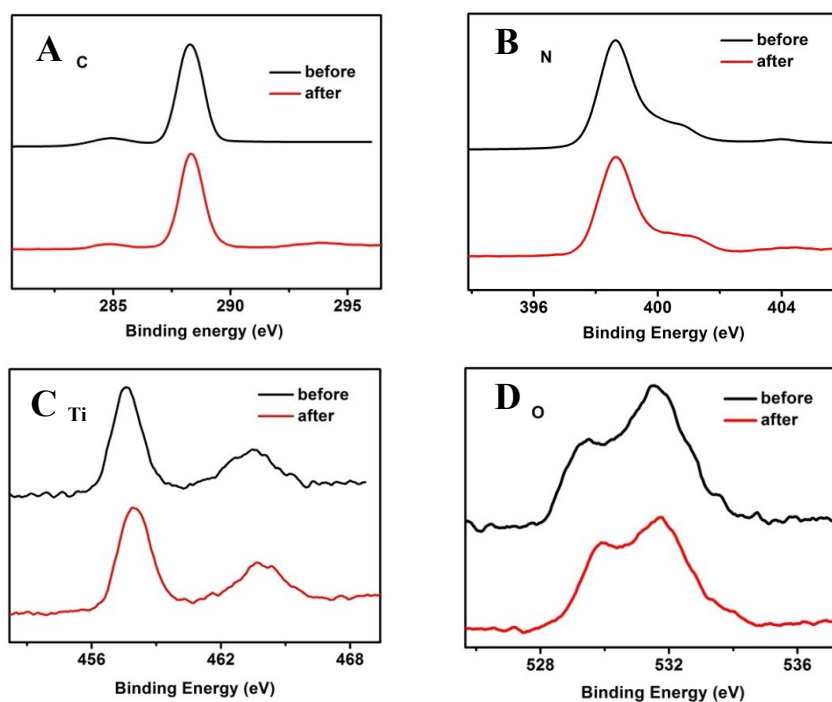 A C
before
after
285 290 295
Binding energy (eV)
B N
before
after
396 400 404
Binding Energy (eV)
C Ti
before
after
456 462 468
Binding Energy (eV)
D O
before
after
528 532 536
Binding Energy (eV)